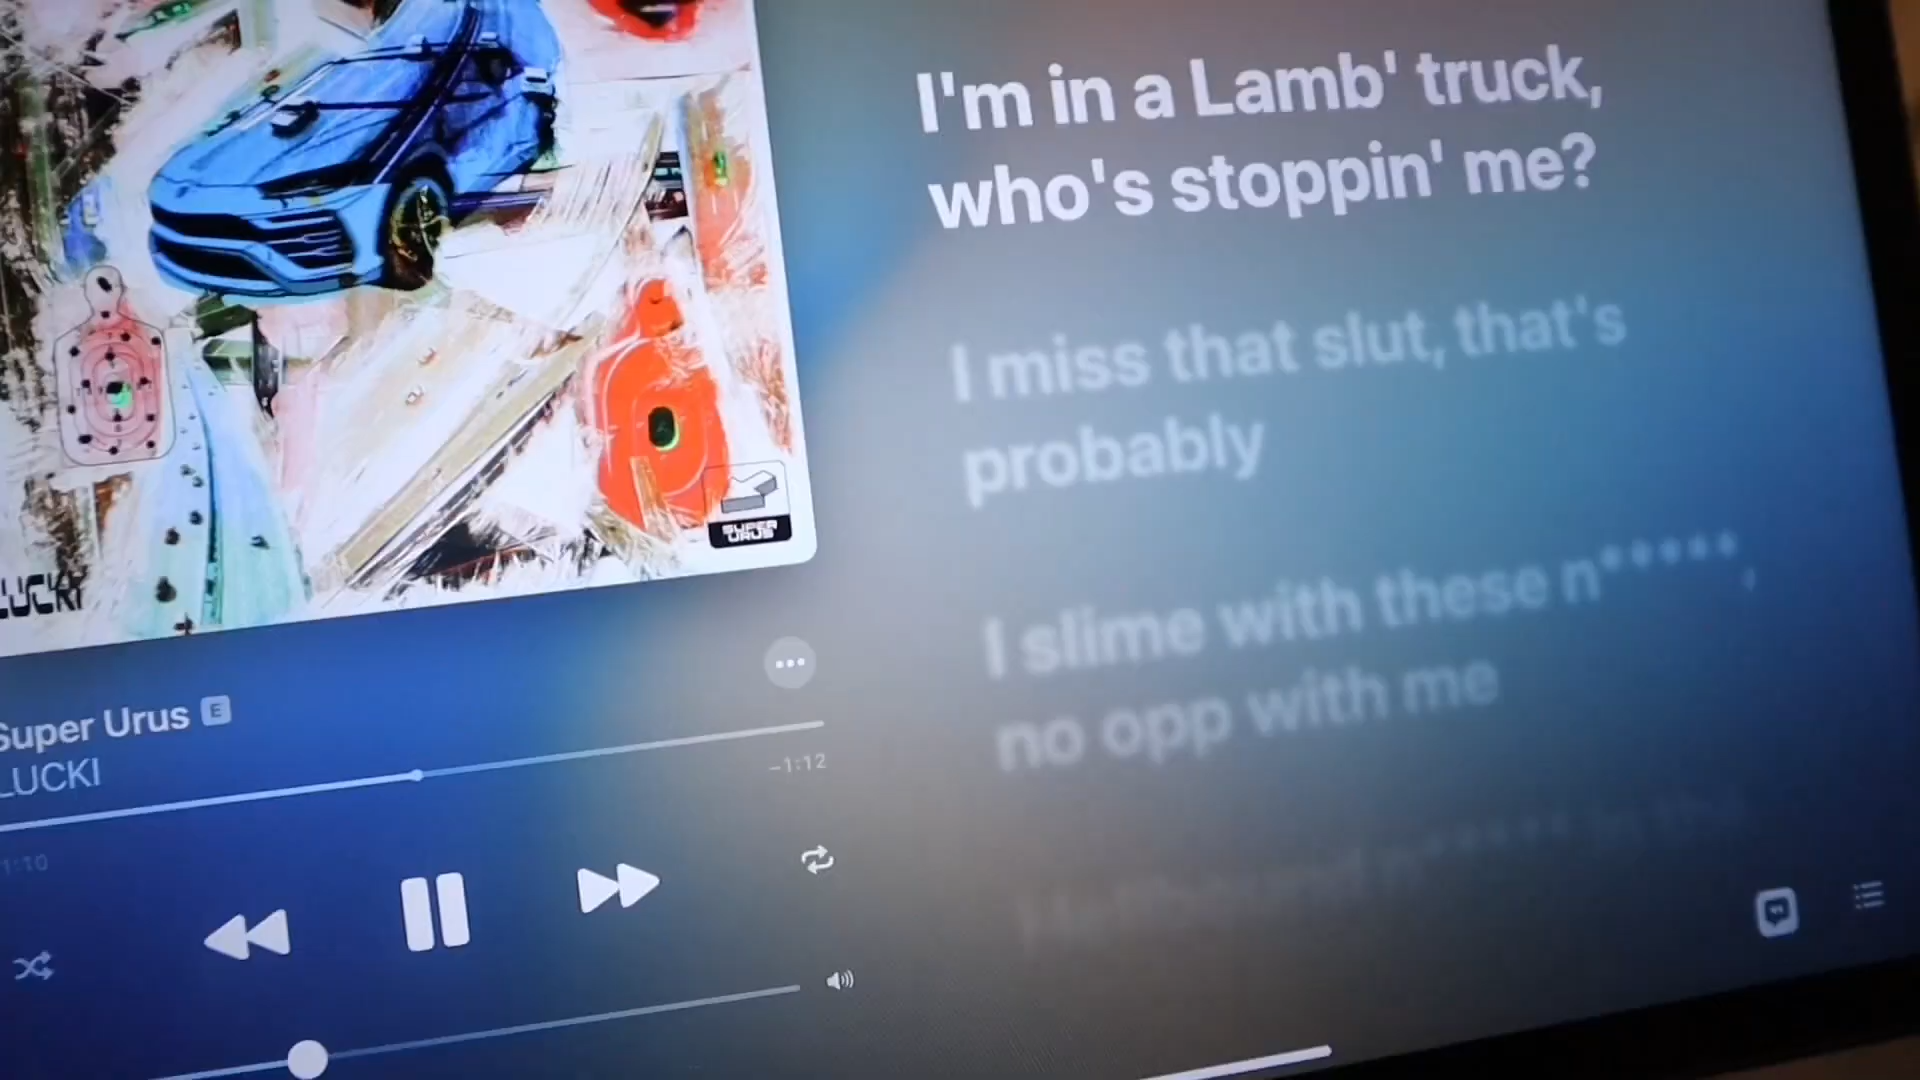 I'm in a Lamb' truck,
who's stoppin' me?
I miss that slut, that's
probably
I slime with these n*****,
no opp with me
SUPER
URUS
LUCKI
Super Urus E
LUCKI
-1:12
1:10